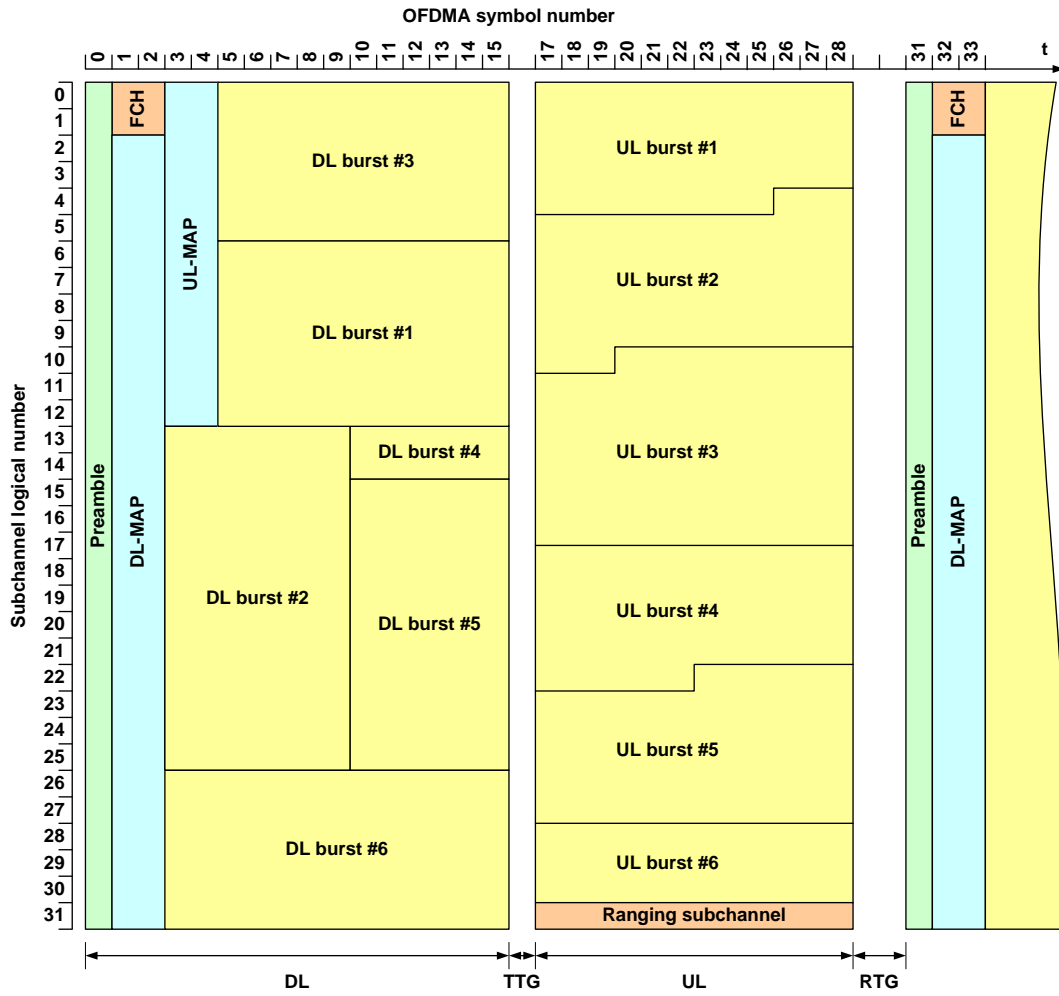 OFDMA symbol number
0 1 2 3 4 5 6 7 8 9 10 11 12 13 14 15 17 18 19 20 21 22 23 24 25 26 27 28 31 32 33 t
Subchannel logical number
0
1
2
3
4
5
6
7
8
9
10
11
12
13
14
15
16
17
18
19
20
21
22
23
24
25
26
27
28
29
30
31
Preamble
FCH
DL-MAP
UL-MAP
DL burst #3
DL burst #1
DL burst #4
DL burst #2
DL burst #5
DL burst #6
UL burst #1
UL burst #2
UL burst #3
UL burst #4
UL burst #5
UL burst #6
Ranging subchannel
Preamble
FCH
DL-MAP
DL TTG UL RTG